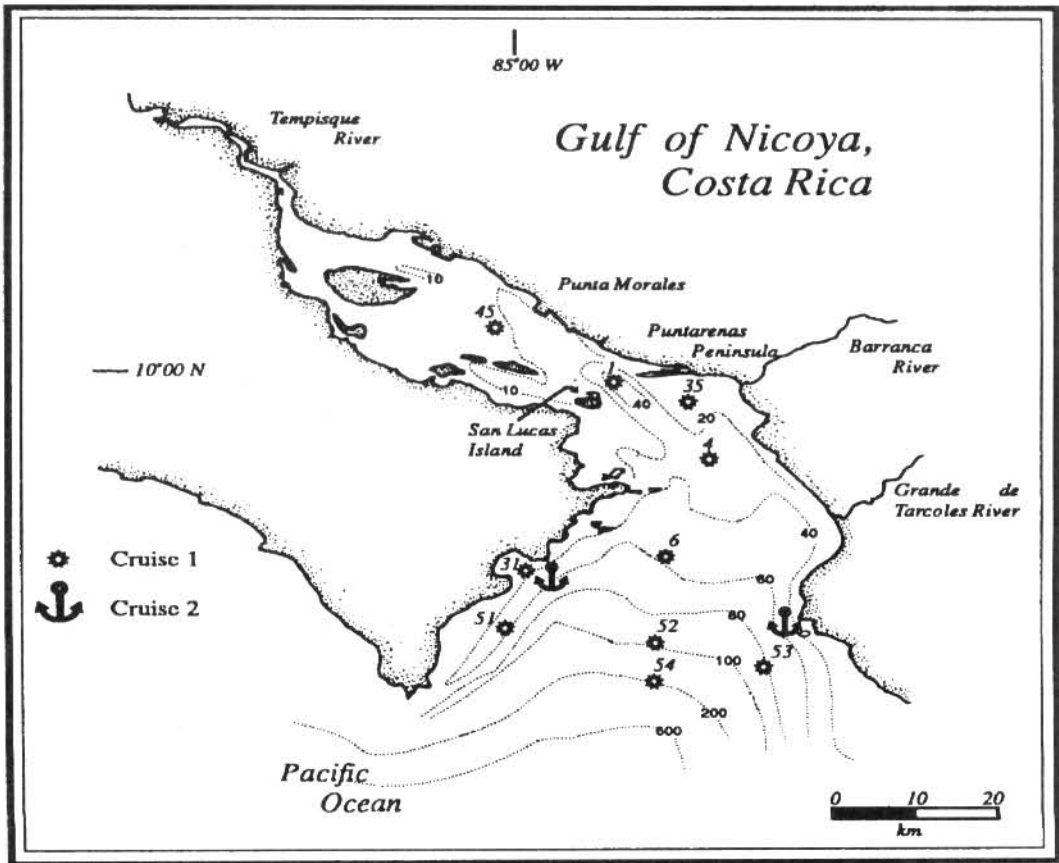 85°00 W
Tempisque
River
Gulf of Nicoya,
Costa Rica
10
Punta Morales
45
Puntarenas
Peninsula
Barranca
River
10°00 N
1
35
10
40
20
San Lucas
Island
4
Grande de
Tarcoles River
40
6
31
60
Cruise 1
Cruise 2
51
52
80
53
54
100
200
600
Pacific
Ocean
0 10 20
km